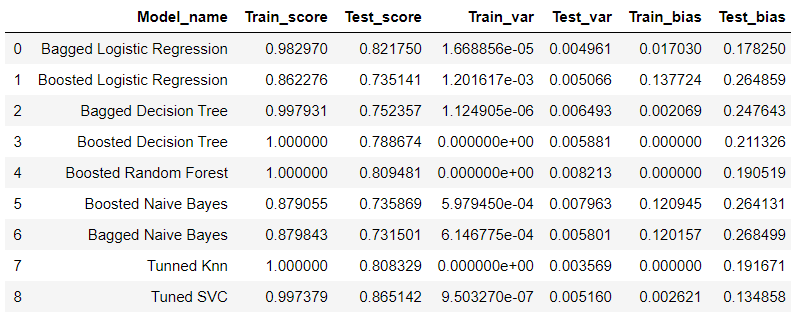 Model_name Train_score Test_score Train_var Test_var Train_bias Test_bias
0 Bagged Logistic Regression 0.982970 0.821750 1.668856e-05 0.004961 0.017030 0.178250
1 Boosted Logistic Regression 0.862276 0.735141 1.201617e-03 0.005066 0.137724 0.264859
2 Bagged Decision Tree 0.997931 0.752357 1.124905e-06 0.006493 0.002069 0.247643
3 Boosted Decision Tree 1.000000 0.788674 0.000000e+00 0.005881 0.000000 0.211326
4 Boosted Random Forest 1.000000 0.809481 0.000000e+00 0.008213 0.000000 0.190519
5 Boosted Naive Bayes 0.879055 0.735869 5.979450e-04 0.007963 0.120945 0.264131
6 Bagged Naive Bayes 0.879843 0.731501 6.146775e-04 0.005801 0.120157 0.268499
7 Tunned Knn 1.000000 0.808329 0.000000e+00 0.003569 0.000000 0.191671
8 Tuned SVC 0.997379 0.865142 9.503270e-07 0.005160 0.002621 0.134858